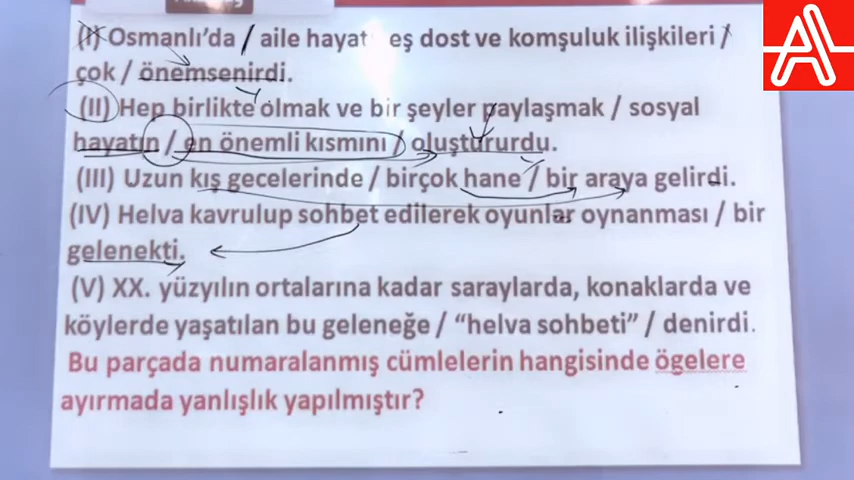 (I) Osmanlı’da / aile hayat eş dost ve komşuluk ilişkileri /
çok / önemsenirdi.
(II) Hep birlikte olmak ve bir şeyler paylaşmak / sosyal
hayatın / en önemli kısmını / oluştururdu.
(III) Uzun kış gecelerinde / birçok hane / bir araya gelirdi.
(IV) Helva kavrulup sohbet edilerek oyunlar oynanması / bir
gelenekti.
(V) XX. yüzyılın ortalarına kadar saraylarda, konaklarda ve
köylerde yaşatılan bu geleneğe / “helva sohbeti” / denirdi.
Bu parçada numaralanmış cümlelerin hangisinde ögelere
ayırmada yanlışlık yapılmıştır?